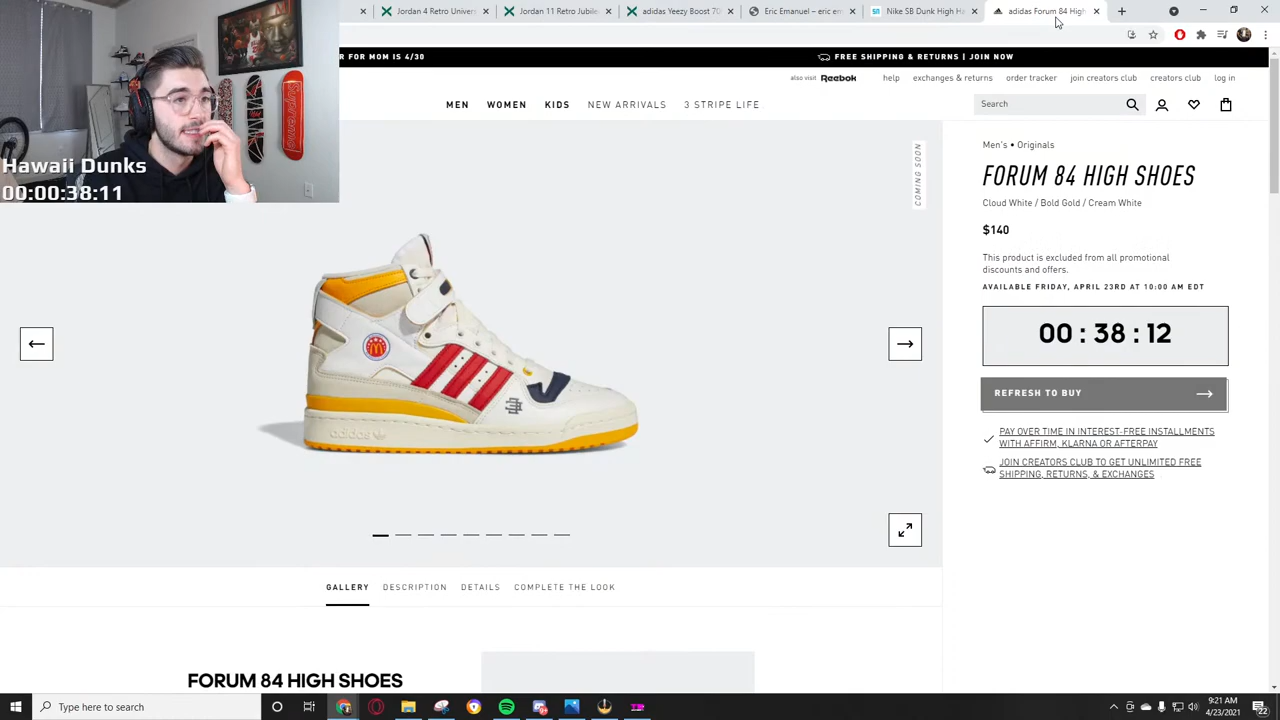 Jordan 4 Retro Univers
Jordan 11 Retro Jubile
adidas Yeezy Boost 70
Eric Emanuel – eric en
Nike SB Dunk High Ha
adidas Forum 84 High
R FOR MOM IS 4/30
FREE SHIPPING & RETURNS | JOIN NOW
also visit Reebok help exchanges & returns order tracker join creators club creators club log in
MEN WOMEN KIDS NEW ARRIVALS 3 STRIPE LIFE
Search
Supreme
Hawaii Dunks
00:00:38:11
COMING SOON
Men's • Originals
FORUM 84 HIGH SHOES
Cloud White / Bold Gold / Cream White
$140
This product is excluded from all promotional
discounts and offers.
AVAILABLE FRIDAY, APRIL 23RD AT 10:00 AM EDT
00 : 38 : 12
REFRESH TO BUY
PAY OVER TIME IN INTEREST-FREE INSTALLMENTS
WITH AFFIRM, KLARNA OR AFTERPAY
JOIN CREATORS CLUB TO GET UNLIMITED FREE
SHIPPING, RETURNS, & EXCHANGES
adidas
GALLERY DESCRIPTION DETAILS COMPLETE THE LOOK
FORUM 84 HIGH SHOES
Type here to search
9:21 AM
4/23/2021
22